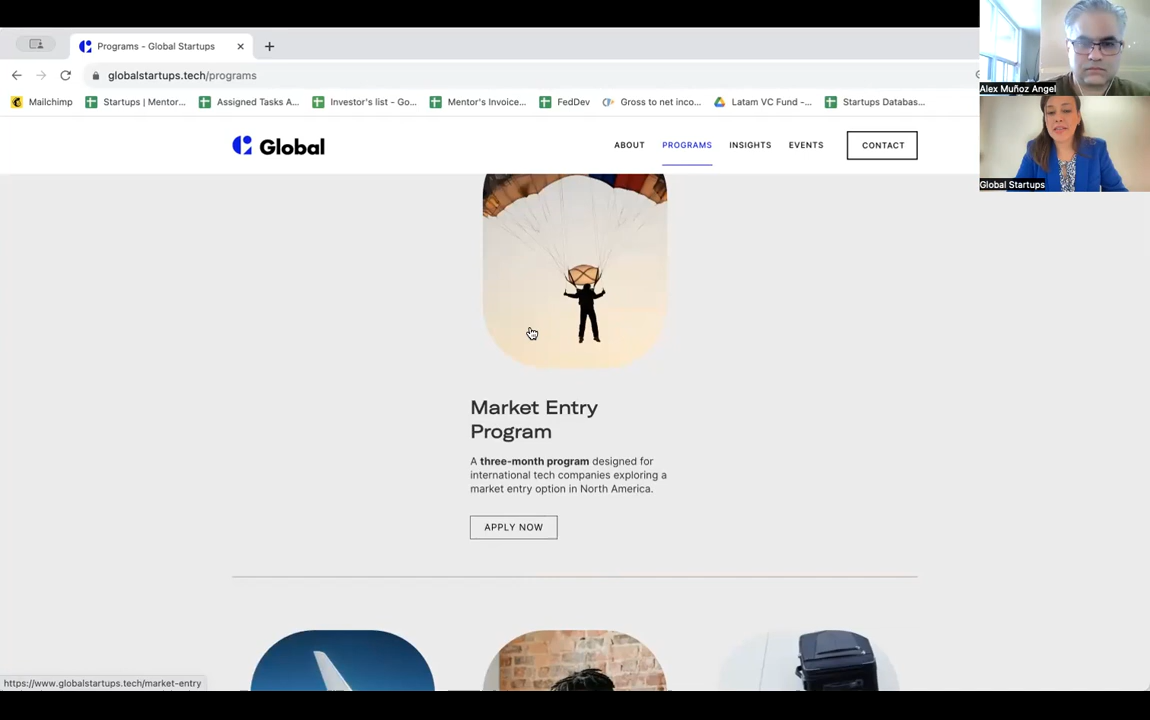 Programs - Global Startups
globalstartups.tech/programs
Mailchimp
Startups | Mentor...
Assigned Tasks A...
Investor's list - Go...
Mentor's Invoice...
FedDev
Gross to net inco...
Latam VC Fund -...
Startups Databas...
Alex Muñoz Angel
Global Startups
Global
ABOUT
PROGRAMS
INSIGHTS
EVENTS
CONTACT
Market Entry
Program
A three-month program designed for
international tech companies exploring a
market entry option in North America.
APPLY NOW
https://www.globalstartups.tech/market-entry